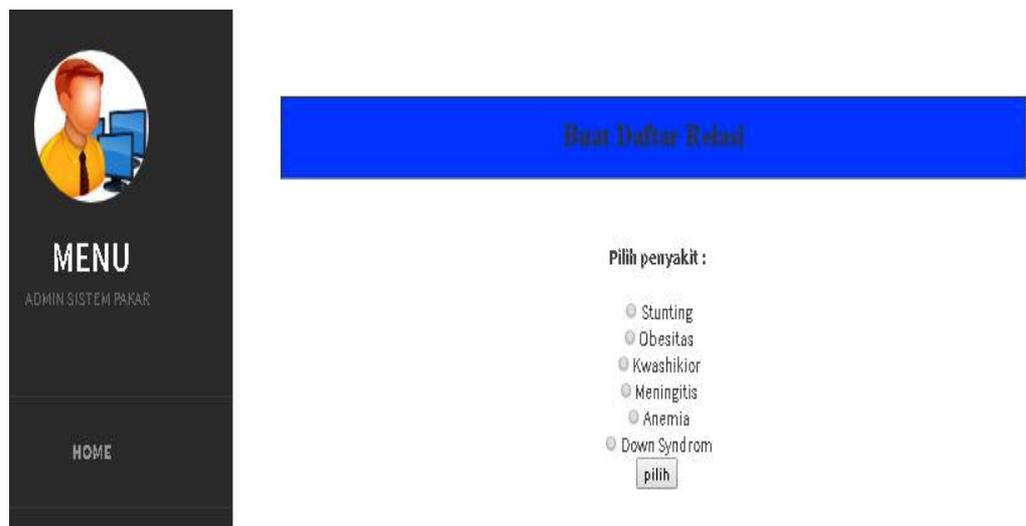 MENU
ADMIN SISTEM PAKAR
HOME
Buat Daftar Relasi
Pilih penyakit :
Stunting
Obesitas
Kwashikior
Meningitis
Anemia
Down Syndrom
pilih